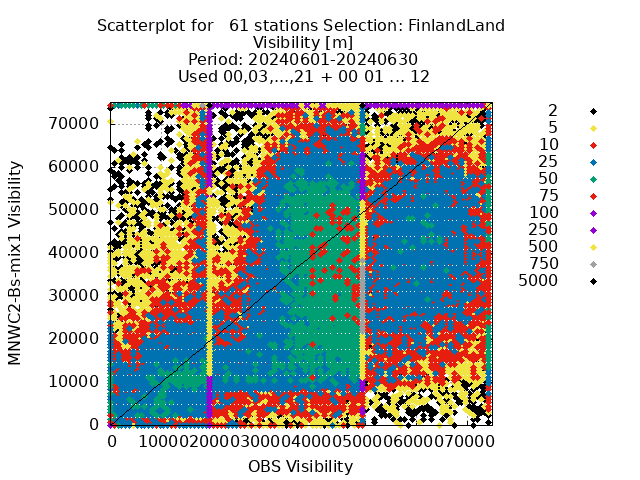 Scatterplot for   61 stations Selection: FinlandLand
Visibility [m]
Period: 20240601-20240630
Used 00,03,...,21 + 00 01 ... 12
MNWC2-Bs-mix1 Visibility
70000
60000
50000
40000
30000
20000
10000
0
0 10000 20000 30000 40000 50000 60000 70000
OBS Visibility
2
5
10
25
50
75
100
250
500
750
5000